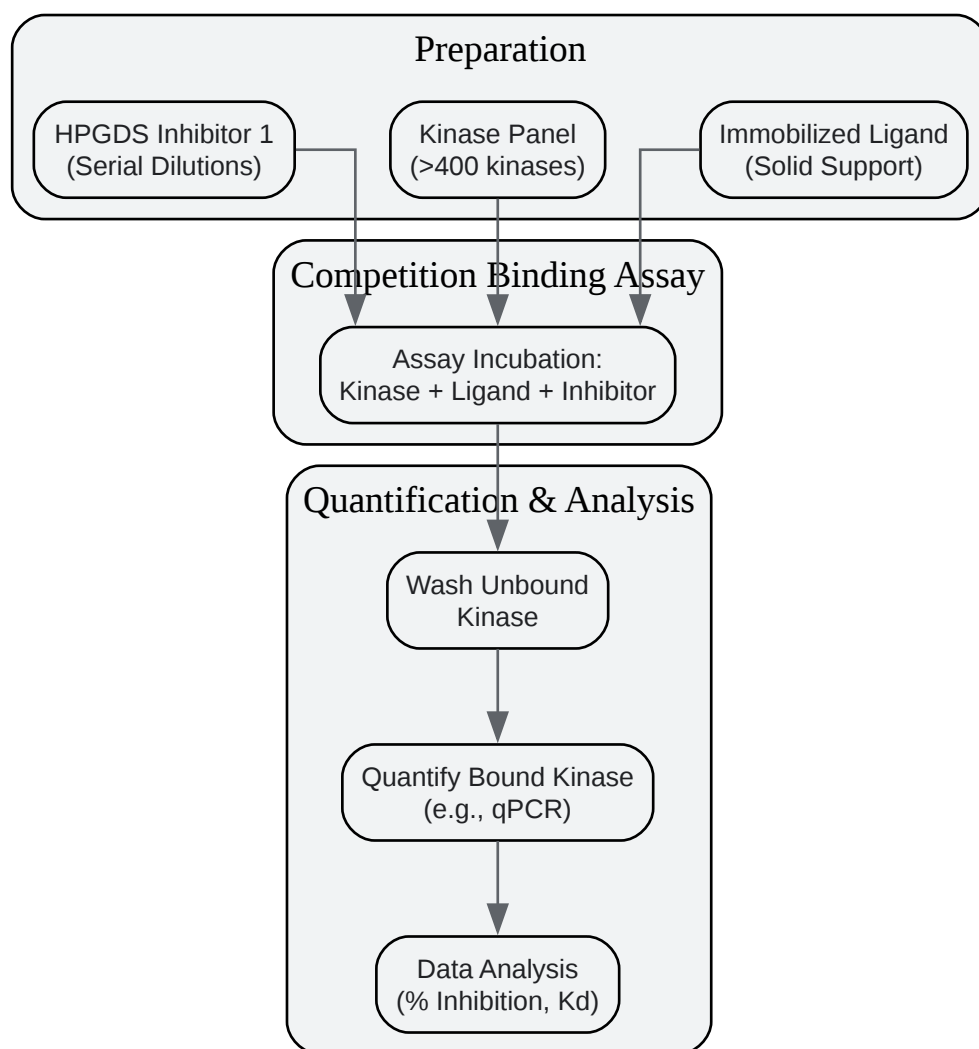 Preparation
HPGDS Inhibitor 1
(Serial Dilutions)
Kinase Panel
(>400 kinases)
Immobilized Ligand
(Solid Support)
Competition Binding Assay
Assay Incubation:
Kinase + Ligand + Inhibitor
Quantification & Analysis
Wash Unbound
Kinase
Quantify Bound Kinase
(e.g., qPCR)
Data Analysis
(% Inhibition, Kd)